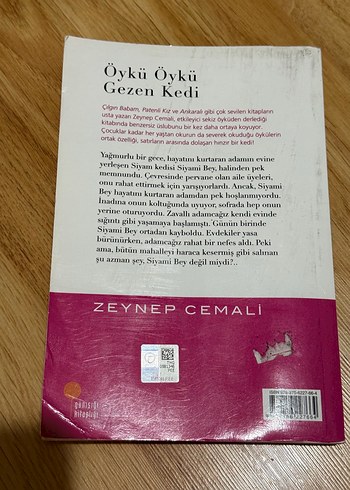 Öykü Öykü
Gezen Kedi
Çılgın Babam, Patenli Kız ve Ankaralı gibi çok sevilen kitapların
usta yazarı Zeynep Cemali, etkileyici sekiz öyküden derlediği
kitabında benzersiz üslubunu bir kez daha ortaya koyuyor.
Çocuklar kadar her yaştan okurun da severek okuduğu öykülerin
ortak özelliği, satırların arasında dolaşan hınzır bir kedi!
Yağmurlu bir gece, hayatını kurtaran adamın evine
yerleşen Siyam kedisi Siyami Bey, halinden pek
memnundu. Çevresinde pervane olan aile üyeleri,
onu rahat ettirmek için yarışıyorlardı. Ancak, Siyami
Bey hayatını kurtaran adamdan pek hoşlanmıyordu.
İnadına onun koltuğunda uyuyor, sofrada hep onun
yerine oturuyordu. Zavallı adamcağız kendi evinde
sığıntı gibi yaşamaya başlamıştı. Günün birinde
Siyami Bey ortadan kayboldu. Evdekiler yasa
bürünürken, adamcağız rahat bir nefes aldı. Peki
ama, bütün mahalleyi haraca kesermiş gibi salınan
şu azman şey, Siyami Bey değil miydi?..
ZEYNEP CEMALİ
günışığı
kitaplığı